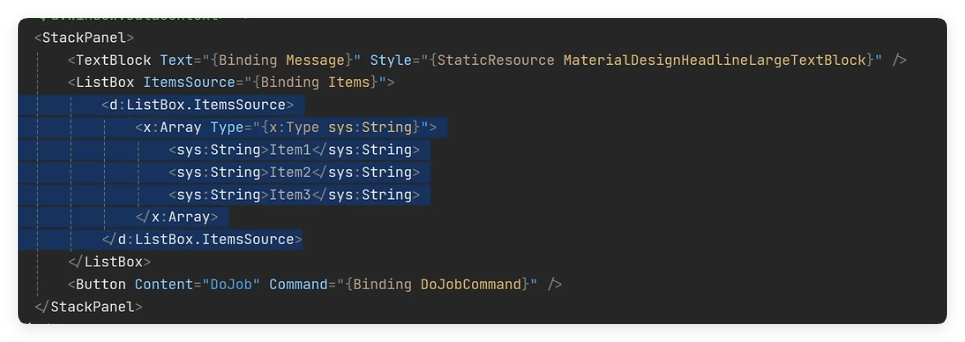 <StackPanel>
<TextBlock Text="{Binding Message}" Style="{StaticResource MaterialDesignHeadlineLargeTextBlock}" />
<ListBox ItemsSource="{Binding Items}">
<d:ListBox.ItemsSource>
<x:Array Type="{x:Type sys:String}">
<sys:String>Item1</sys:String>
<sys:String>Item2</sys:String>
<sys:String>Item3</sys:String>
</x:Array>
</d:ListBox.ItemsSource>
</ListBox>
<Button Content="DoJob" Command="{Binding DoJobCommand}" />
</StackPanel>